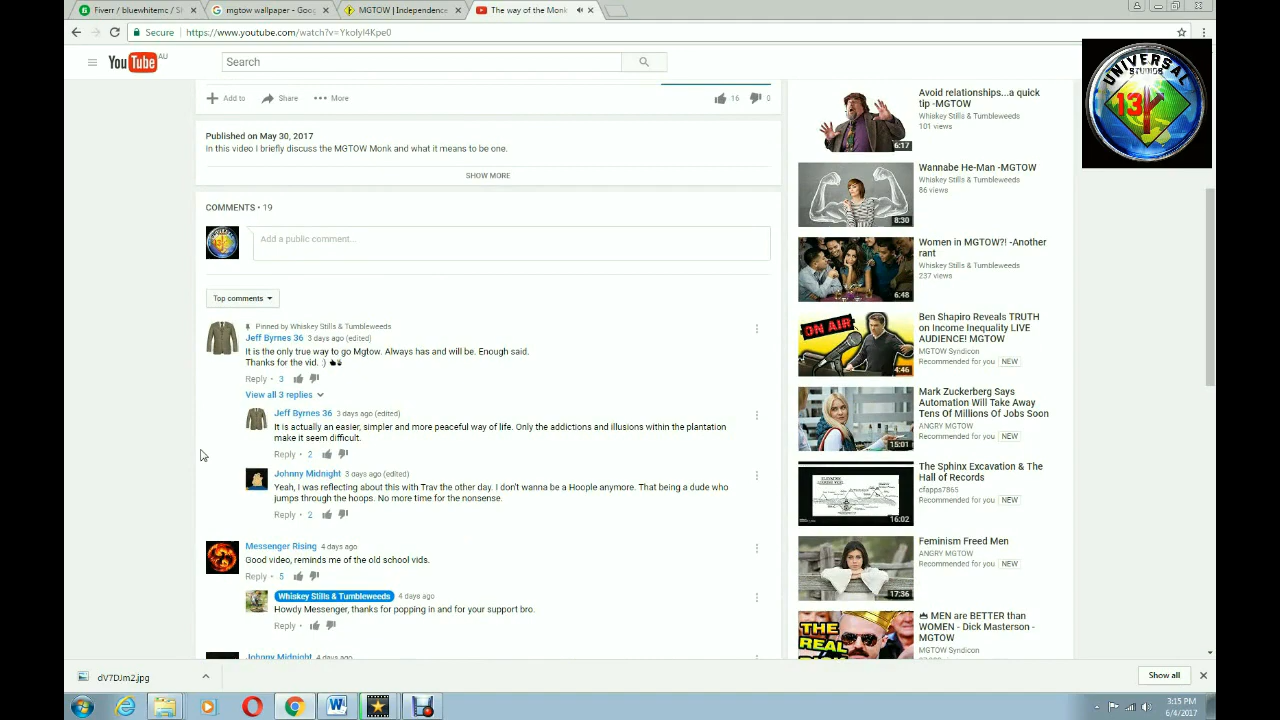 Fiverr / bluewhitemc / S
mgtow wallpaper - Goog
MGTOW | Independence
The way of the Monk
Secure
https://www.youtube.com/watch?v=YkoIyI4Kpe0
YouTube AU
Search
UNIVERSAL
STUDIOS
13
Add to
Share
More
16
0
Published on May 30, 2017
In this video I briefly discuss the MGTOW Monk and what it means to be one.
SHOW MORE
COMMENTS • 19
Add a public comment...
Top comments
Pinned by Whiskey Stills & Tumbleweeds
Jeff Byrnes 36 3 days ago (edited)
It is the only true way to go Mgtow. Always has and will be. Enough said.
Thanks for the vid. :)
Reply • 3
View all 3 replies
Jeff Byrnes 36 3 days ago (edited)
It is actually an easier, simpler and more peaceful way of life. Only the addictions and illusions within the plantation
make it seem difficult.
Reply • 2
Johnny Midnight 3 days ago (edited)
Yeah, I was reflecting about this with Trav the other day. I don't wanna be a Hoople anymore. That being a dude who
jumps through the hoops. No more time for the nonsense.
Reply • 2
Messenger Rising 4 days ago
Good video, reminds me of the old school vids.
Reply • 5
Whiskey Stills & Tumbleweeds 4 days ago
Howdy Messenger, thanks for popping in and for your support bro.
Reply •
Johnny Midnight 4 days ago
Avoid relationships...a quick
tip -MGTOW
Whiskey Stills & Tumbleweeds
101 views
6:17
Wannabe He-Man -MGTOW
Whiskey Stills & Tumbleweeds
86 views
8:30
Women in MGTOW?! -Another
rant
Whiskey Stills & Tumbleweeds
237 views
6:48
ON AIR
Ben Shapiro Reveals TRUTH
on Income Inequality LIVE
AUDIENCE! MGTOW
MGTOW Syndicon
Recommended for you NEW
4:46
Mark Zuckerberg Says
Automation Will Take Away
Tens Of Millions Of Jobs Soon
ANGRY MGTOW
Recommended for you NEW
15:01
The Sphinx Excavation & The
Hall of Records
cfapps7865
Recommended for you NEW
16:02
Feminism Freed Men
ANGRY MGTOW
Recommended for you NEW
17:36
THE
REAL
MEN are BETTER than
WOMEN - Dick Masterson -
MGTOW
MGTOW Syndicon
dV7DJm2.jpg
Show all
3:15 PM
6/4/2017